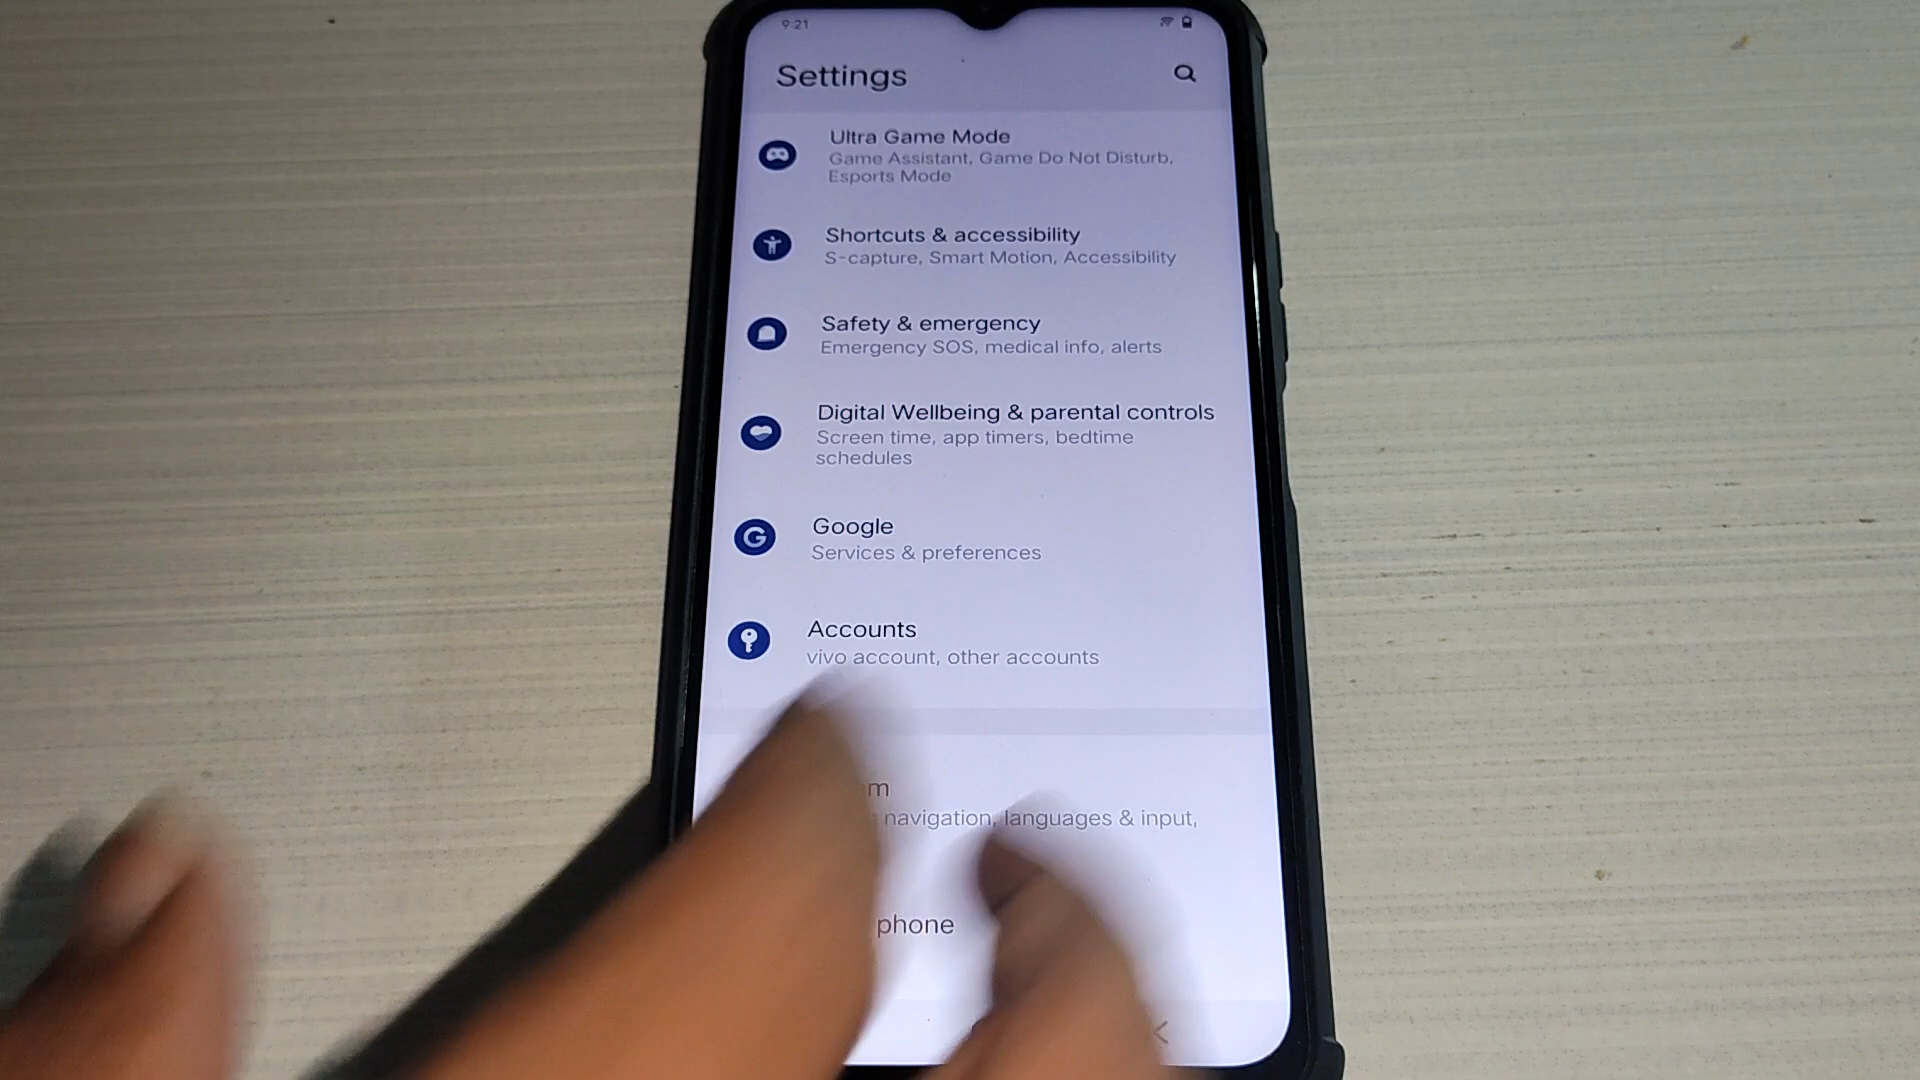 9:21
Settings
Ultra Game Mode
Game Assistant, Game Do Not Disturb,
Esports Mode
Shortcuts & accessibility
S-capture, Smart Motion, Accessibility
Safety & emergency
Emergency SOS, medical info, alerts
Digital Wellbeing & parental controls
Screen time, app timers, bedtime
schedules
Google
Services & preferences
Accounts
vivo account, other accounts
navigation, languages & input,
phone